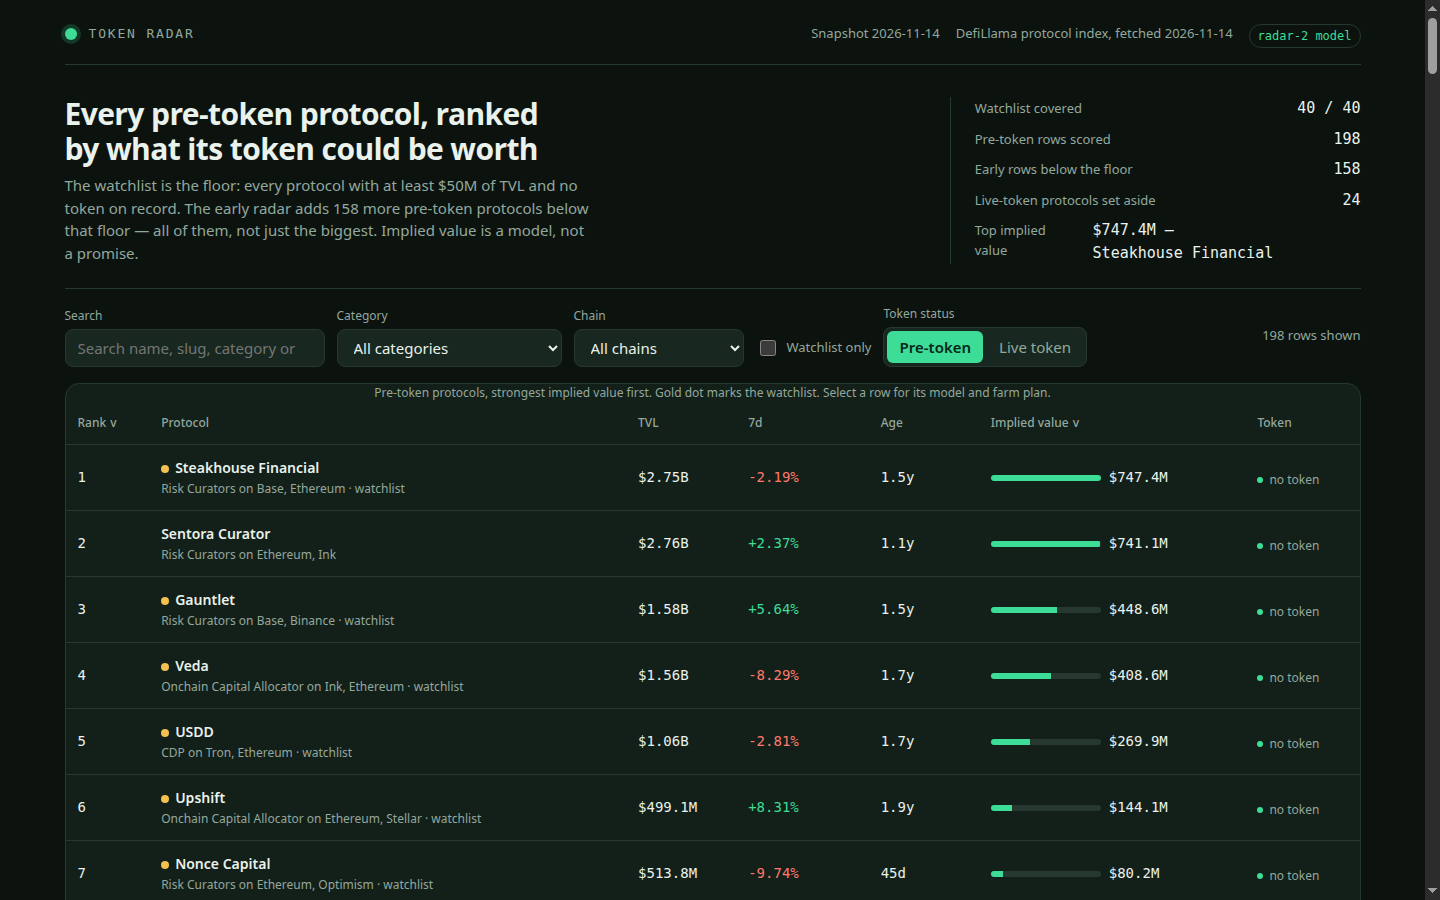 TOKEN RADAR
Snapshot 2026-11-14 DefiLlama protocol index, fetched 2026-11-14 radar-2 model
Every pre-token protocol, ranked
by what its token could be worth
The watchlist is the floor: every protocol with at least $50M of TVL and no
token on record. The early radar adds 158 more pre-token protocols below
that floor — all of them, not just the biggest. Implied value is a model, not
a promise.
Watchlist covered 40 / 40
Pre-token rows scored 198
Early rows below the floor 158
Live-token protocols set aside 24
Top implied value $747.4M — Steakhouse Financial
Search
Search name, slug, category or
Category
All categories
Chain
All chains
Watchlist only
Token status
Pre-token Live token
198 rows shown
Pre-token protocols, strongest implied value first. Gold dot marks the watchlist. Select a row for its model and farm plan.
Rank v Protocol TVL 7d Age Implied value v Token
1 Steakhouse Financial $2.75B -2.19% 1.5y $747.4M no token
Risk Curators on Base, Ethereum · watchlist
2 Sentora Curator $2.76B +2.37% 1.1y $741.1M no token
Risk Curators on Ethereum, Ink
3 Gauntlet $1.58B +5.64% 1.5y $448.6M no token
Risk Curators on Base, Binance · watchlist
4 Veda $1.56B -8.29% 1.7y $408.6M no token
Onchain Capital Allocator on Ink, Ethereum · watchlist
5 USDD $1.06B -2.81% 1.7y $269.9M no token
CDP on Tron, Ethereum · watchlist
6 Upshift $499.1M +8.31% 1.9y $144.1M no token
Onchain Capital Allocator on Ethereum, Stellar · watchlist
7 Nonce Capital $513.8M -9.74% 45d $80.2M no token
Risk Curators on Ethereum, Optimism · watchlist